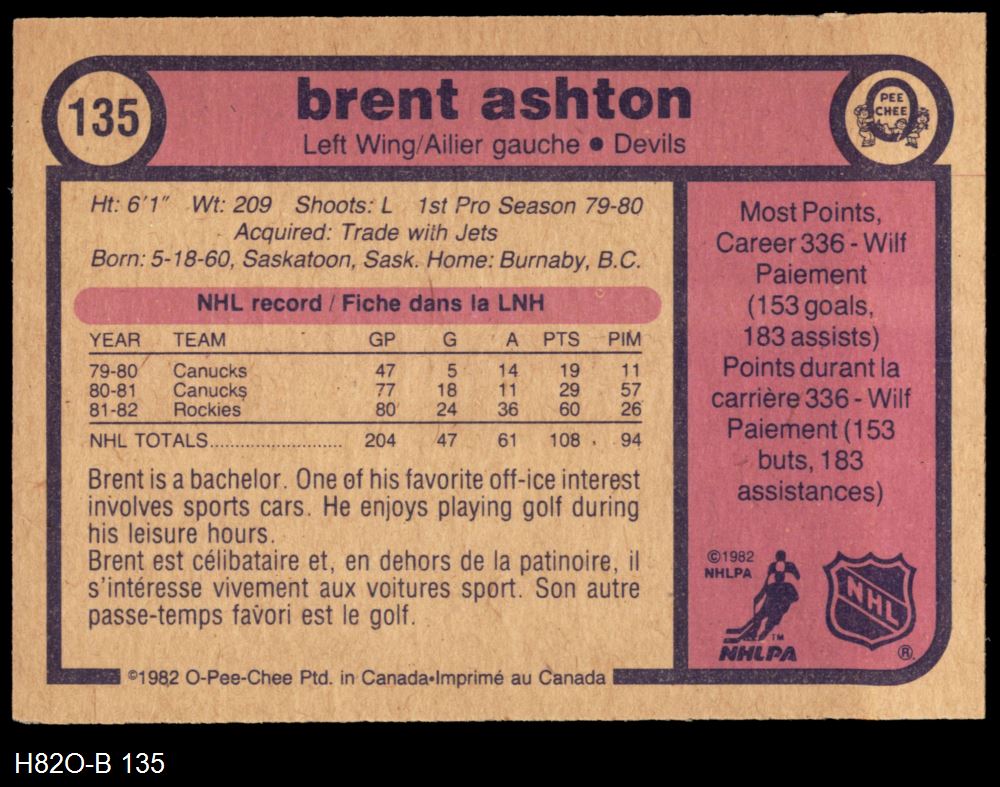 135
brent ashton
Left Wing/Ailier gauche • Devils
PEE
CHEE
Ht: 6'1" Wt: 209 Shoots: L 1st Pro Season 79-80
Acquired: Trade with Jets
Born: 5-18-60, Saskatoon, Sask. Home: Burnaby, B.C.
NHL record / Fiche dans la LNH
YEAR TEAM GP G A PTS PIM
79-80 Canucks 47 5 14 19 11
80-81 Canucks 77 18 11 29 57
81-82 Rockies 80 24 36 60 26
NHL TOTALS........................ 204 47 61 108 94
Brent is a bachelor. One of his favorite off-ice interest
involves sports cars. He enjoys playing golf during
his leisure hours.
Brent est célibataire et, en dehors de la patinoire, il
s'intéresse vivement aux voitures sport. Son autre
passe-temps favori est le golf.
Most Points,
Career 336 - Wilf
Paiement
(153 goals,
183 assists)
Points durant la
carrière 336 - Wilf
Paiement (153
buts, 183
assistances)
©1982
NHLPA
TM
NHLPA
NHL
®
©1982 O-Pee-Chee Ptd. in Canada•Imprimé au Canada
H82O-B 135